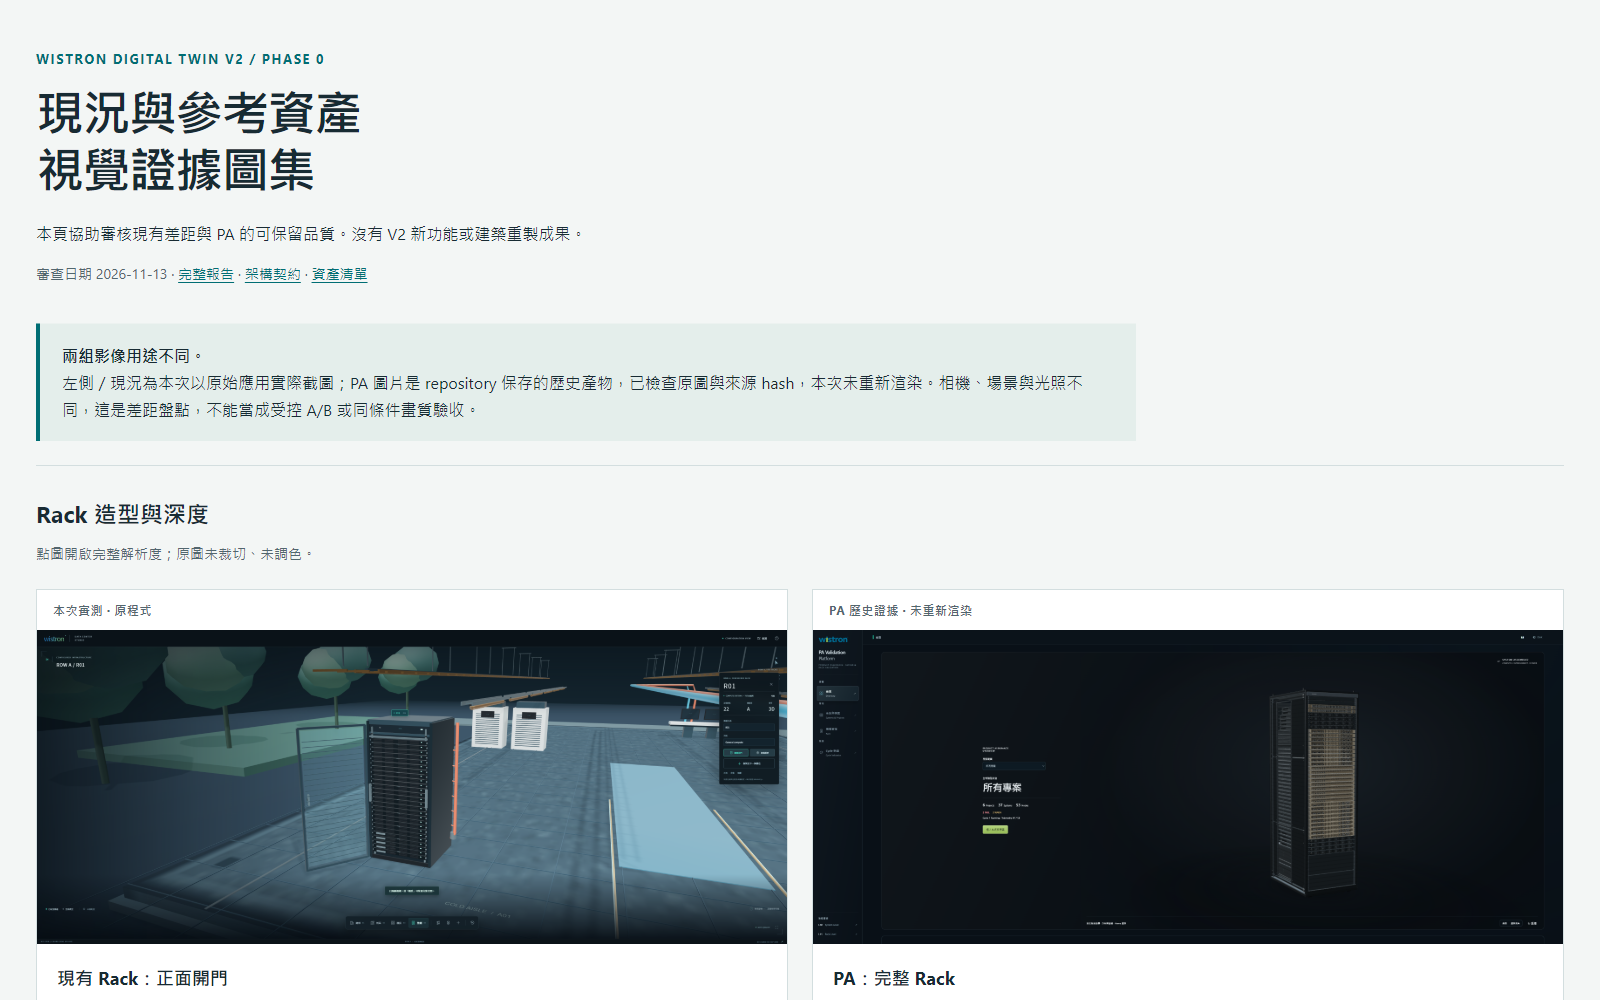 WISTRON DIGITAL TWIN V2 / PHASE 0
現況與參考資產
視覺證據圖集
本頁協助審核現有差距與 PA 的可保留品質。沒有 V2 新功能或建築重製成果。
審查日期 2026-11-13 · 完整報告 · 架構契約 · 資產清單
兩組影像用途不同。
左側 / 現況為本次以原始應用實際截圖；PA 圖片是 repository 保存的歷史產物，已檢查原圖與來源 hash，本次未重新渲染。相機、場景與光照不
同，這是差距盤點，不能當成受控 A/B 或同條件畫質驗收。
Rack 造型與深度
點圖開啟完整解析度；原圖未裁切、未調色。
本次實測 · 原程式
PA 歷史證據 · 未重新渲染
wistron
ROW A / R01
R01
22 A 30
wistron
PA Validation
Platform
所有專案
現有 Rack：正面開門
PA：完整 Rack